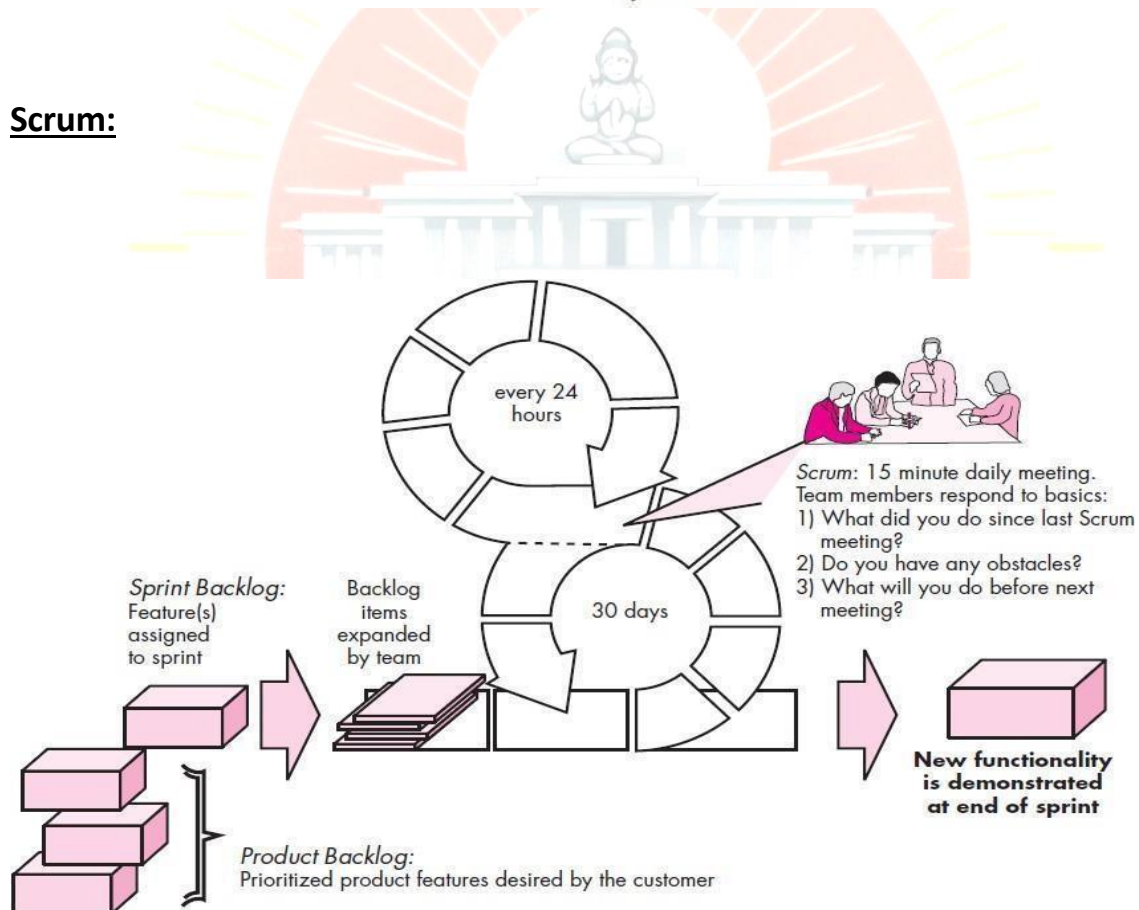 Scrum:
every 24
hours
Scrum: 15 minute daily meeting.
Team members respond to basics:
1) What did you do since last Scrum
meeting?
2) Do you have any obstacles?
3) What will you do before next
meeting?
Sprint Backlog:
Feature(s)
assigned
to sprint
Backlog
items
expanded
by team
30 days
New functionality
is demonstrated
at end of sprint
Product Backlog:
Prioritized product features desired by the customer